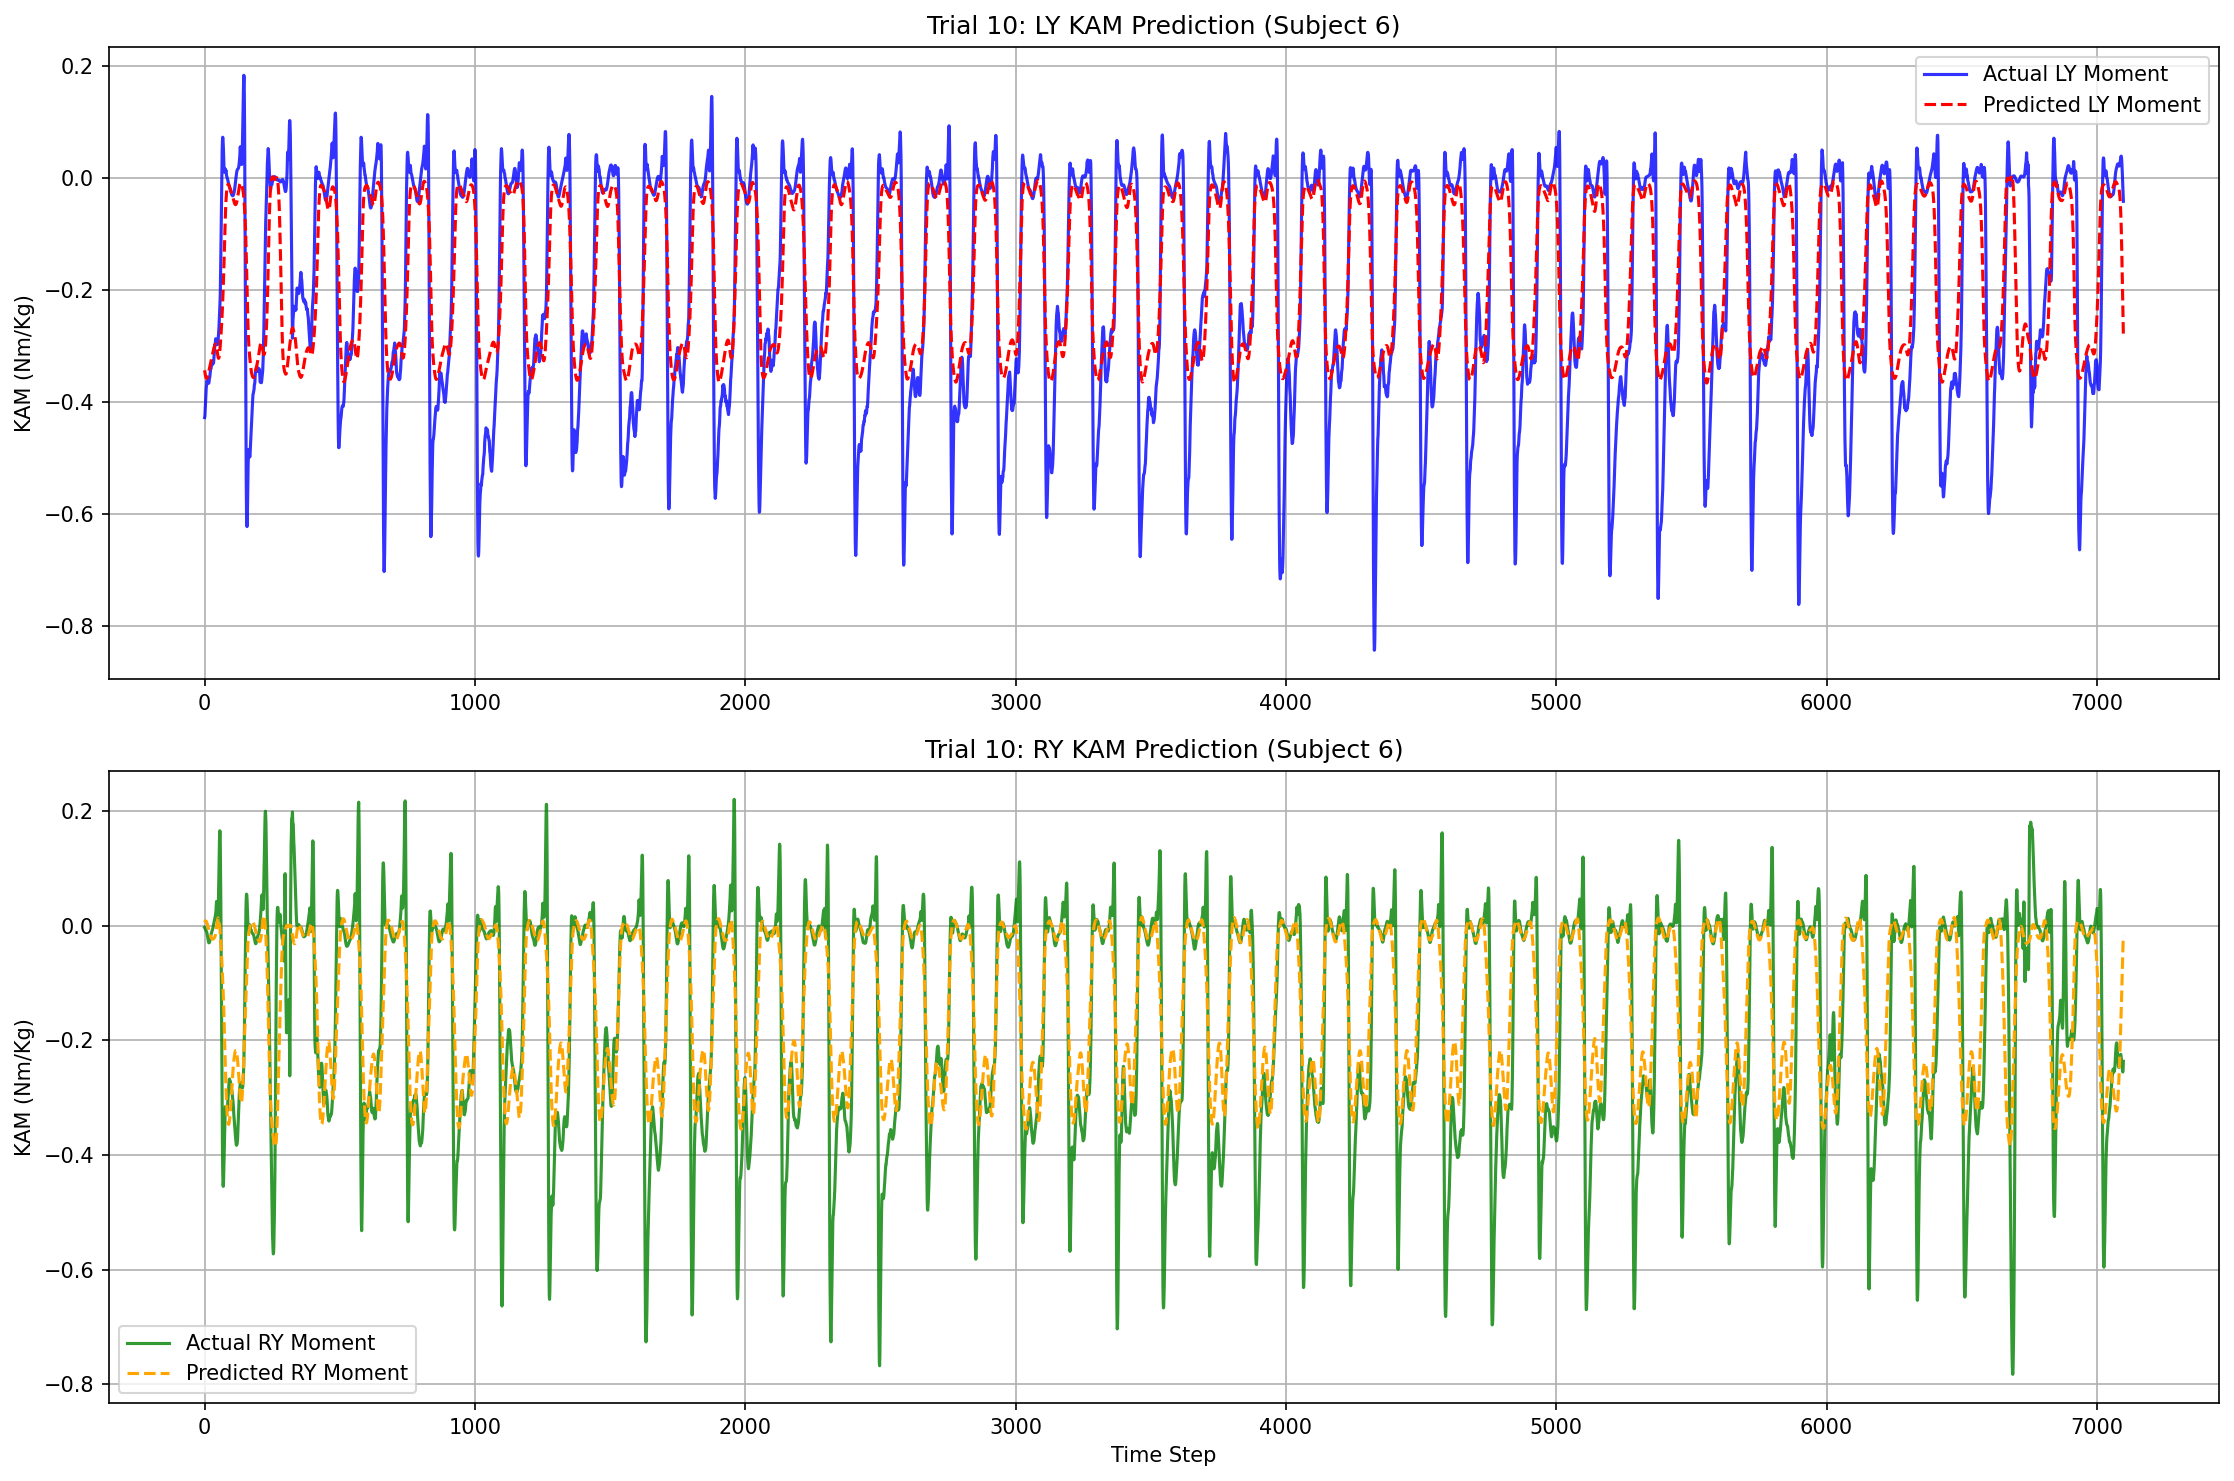 Trial 10: LY KAM Prediction (Subject 6)
KAM (Nm/Kg)
0.2
0.0
−0.2
−0.4
−0.6
−0.8
Actual LY Moment
Predicted LY Moment
0 1000 2000 3000 4000 5000 6000 7000
Trial 10: RY KAM Prediction (Subject 6)
KAM (Nm/Kg)
0.2
0.0
−0.2
−0.4
−0.6
−0.8
Actual RY Moment
Predicted RY Moment
0 1000 2000 3000 4000 5000 6000 7000
Time Step